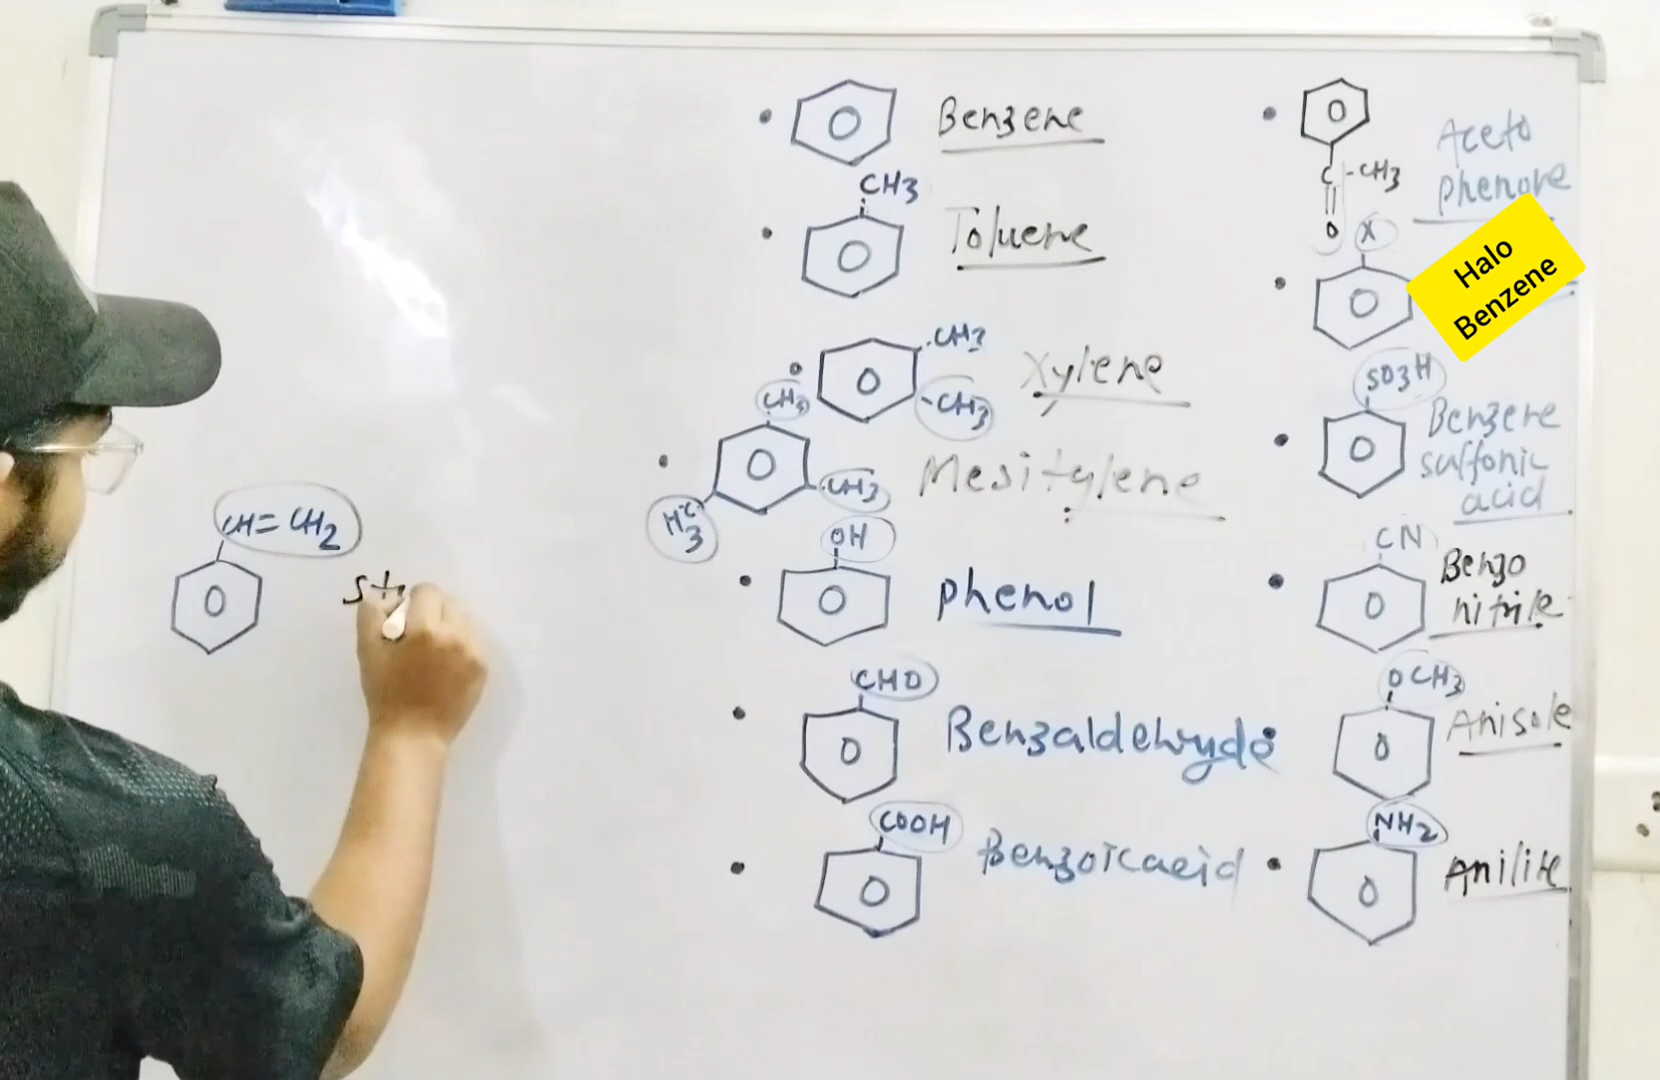 CH=CH2
Sty
Benzene
CH3
Toluene
CH3
CH3
Xylene
CH3
CH3
H3C
Mesitylene
OH
phenol
CHO
Benzaldehyde
COOH
Benzoic acid
C-CH3
O
Aceto
phenone
X
Halo
Benzene
SO3H
Benzene
sulfonic
acid
CN
Benzo
nitrile
OCH3
Anisole
NH2
Aniline